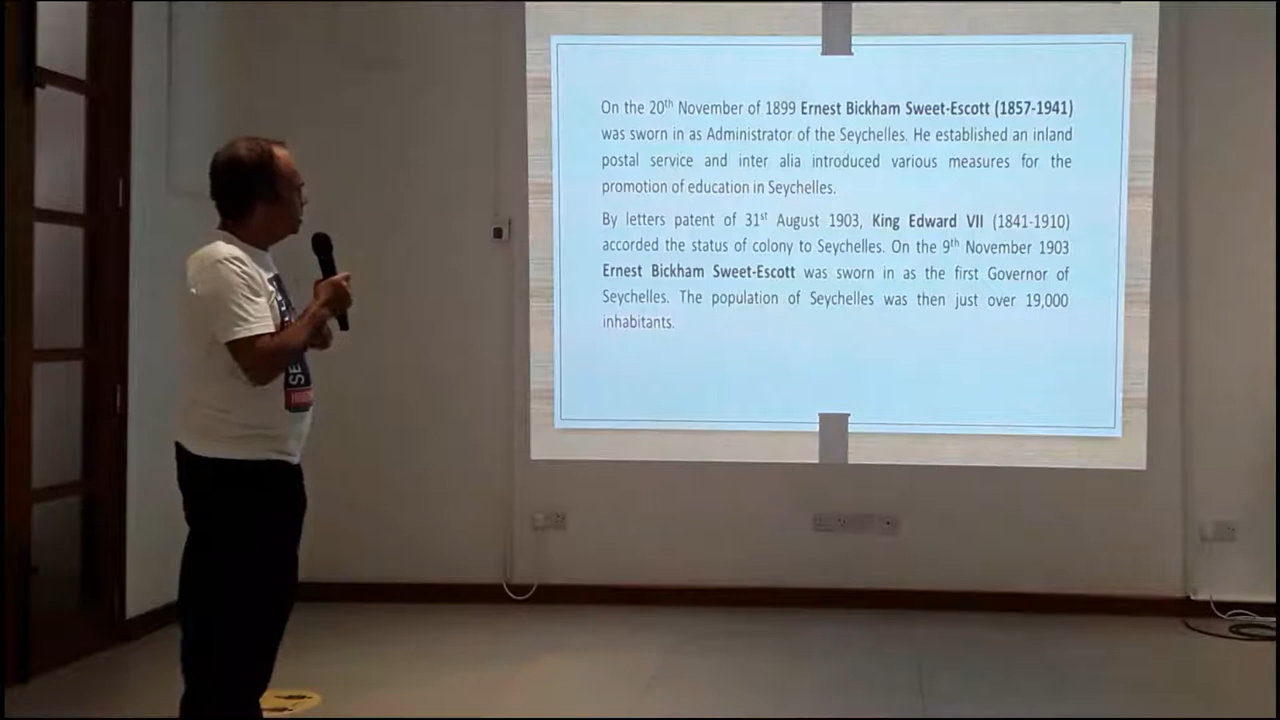 On the 20th November of 1899 Ernest Bickham Sweet-Escott (1857-1941)
was sworn in as Administrator of the Seychelles. He established an inland
postal service and inter alia introduced various measures for the
promotion of education in Seychelles.
By letters patent of 31st August 1903, King Edward VII (1841-1910)
accorded the status of colony to Seychelles. On the 9th November 1903
Ernest Bickham Sweet-Escott was sworn in as the first Governor of
Seychelles. The population of Seychelles was then just over 19,000
inhabitants.